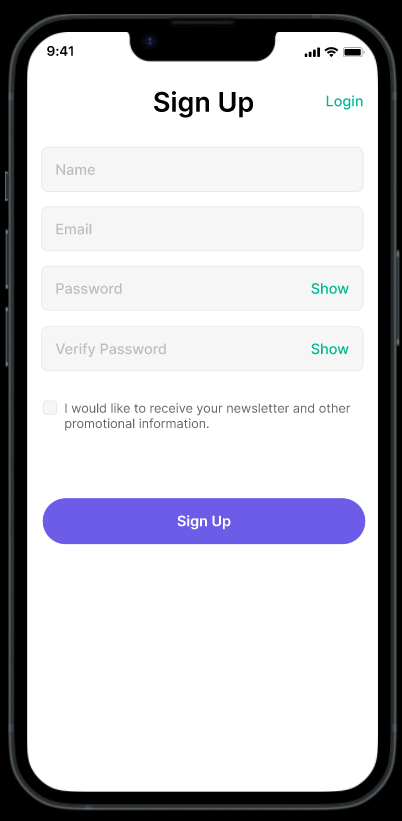 9:41
Sign Up
Login
Name
Email
Password Show
Verify Password Show
I would like to receive your newsletter and other
promotional information.
Sign Up